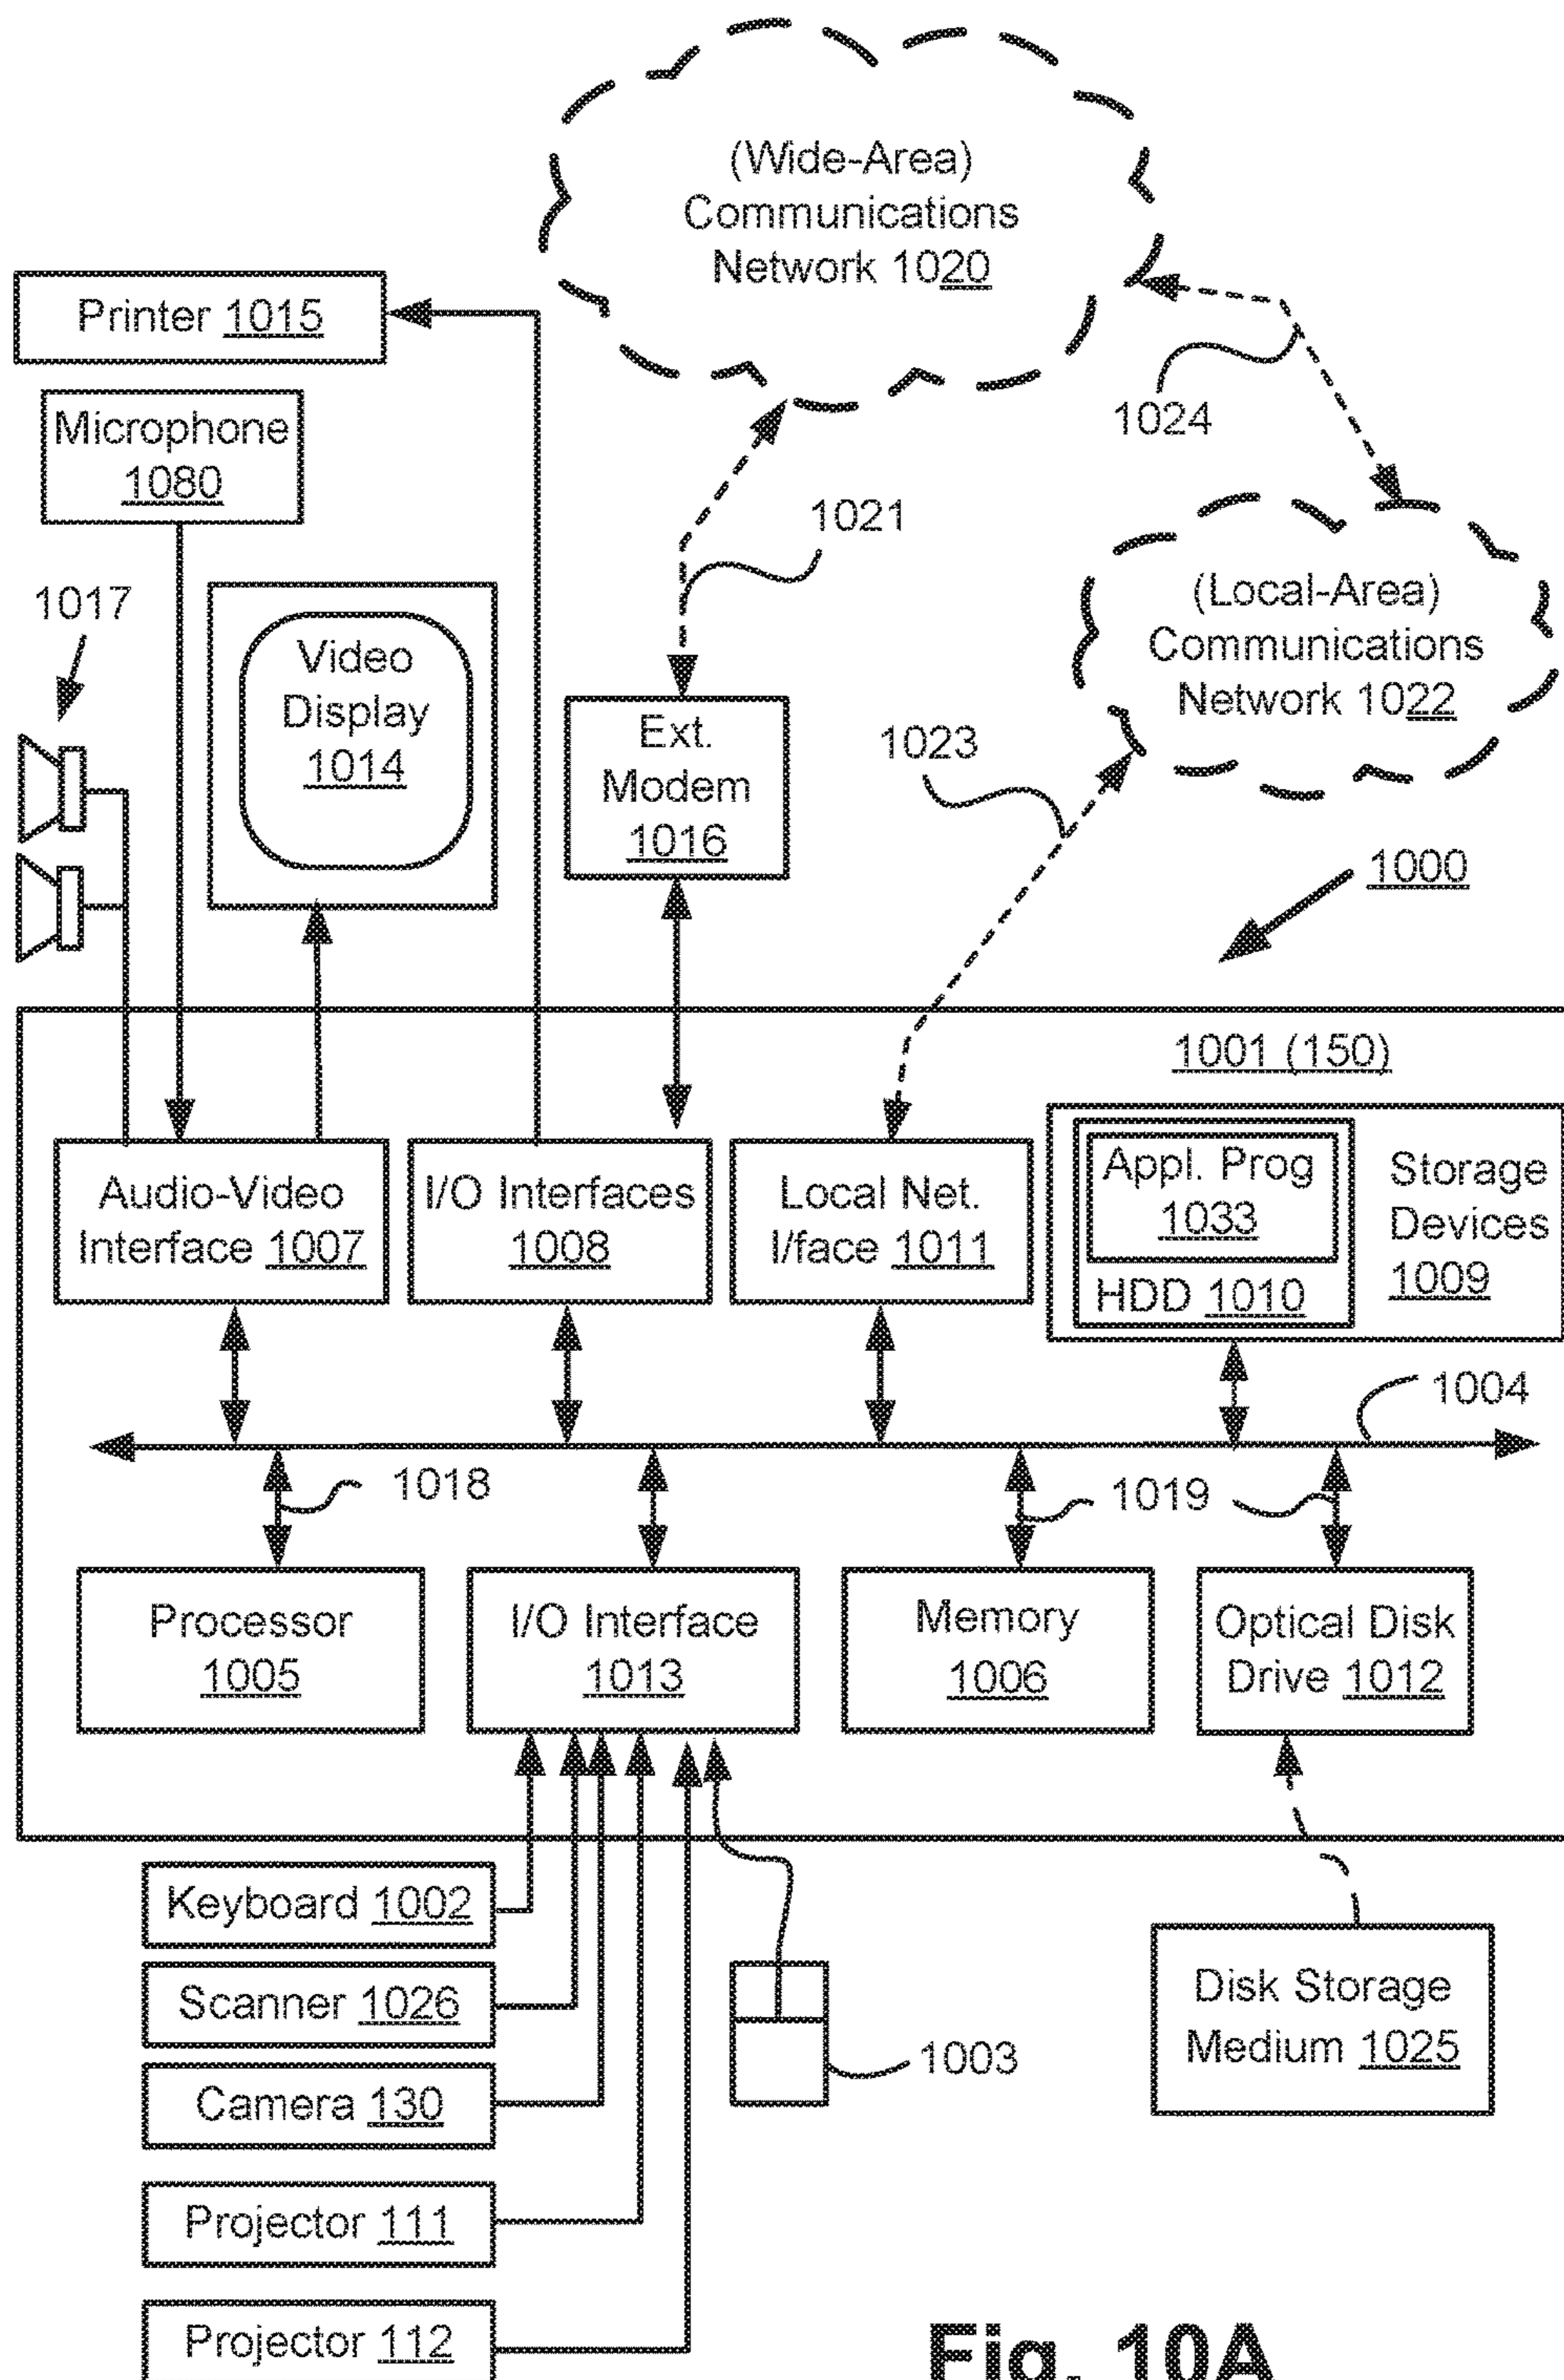 (Wide-Area)
Communications
Network 1020
Printer 1015
1024
Microphone
1080
1021
1017
(Local-Area)
Communications
Network 1022
Video
Display
1014
Ext.
Modem
1016
1023
1000
1001 (150)
Audio-Video
Interface 1007
I/O Interfaces
1008
Local Net.
I/face 1011
Appl. Prog
1033
HDD 1010
Storage
Devices
1009
1004
1018
1019
Processor
1005
I/O Interface
1013
Memory
1006
Optical Disk
Drive 1012
Keyboard 1002
Scanner 1026
Camera 130
Projector 111
Projector 112
1003
Disk Storage
Medium 1025
Fig. 10A